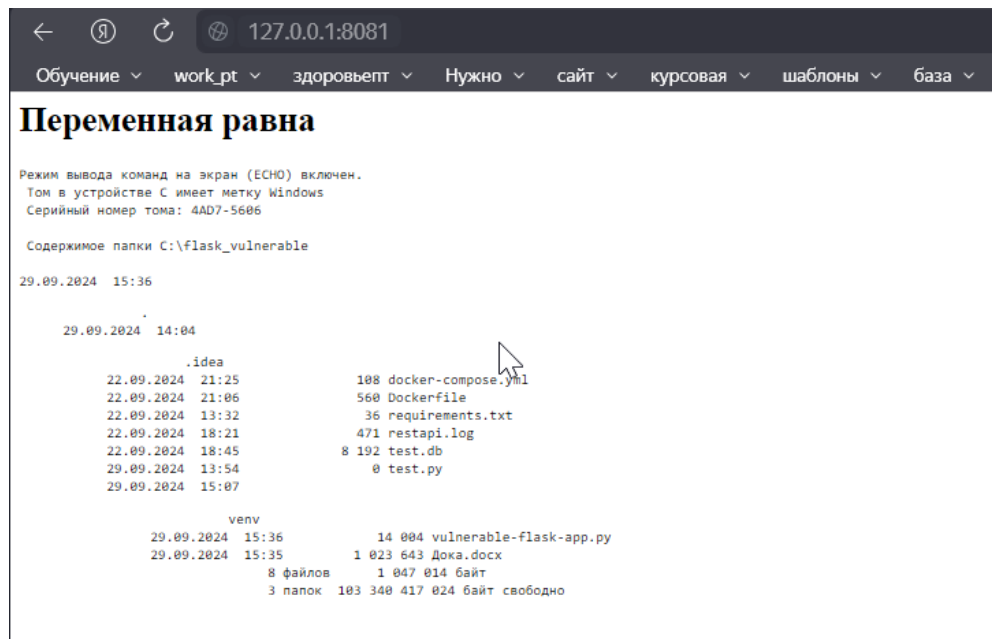 Я 127.0.0.1:8081
Обучение work_pt здоровьепт Нужно сайт курсовая шаблоны база
Переменная равна
Режим вывода команд на экран (ECHO) включен.
Том в устройстве C имеет метку Windows
Серийный номер тома: 4AD7-5606
Содержимое папки C:\flask_vulnerable
29.09.2024 15:36
.
29.09.2024 14:04
.idea
22.09.2024 21:25 108 docker-compose.yml
22.09.2024 21:06 560 Dockerfile
22.09.2024 13:32 36 requirements.txt
22.09.2024 18:21 471 restapi.log
22.09.2024 18:45 8 192 test.db
29.09.2024 13:54 0 test.py
29.09.2024 15:07
venv
29.09.2024 15:36 14 004 vulnerable-flask-app.py
29.09.2024 15:35 1 023 643 Дока.docx
8 файлов 1 047 014 байт
3 папок 103 340 417 024 байт свободно